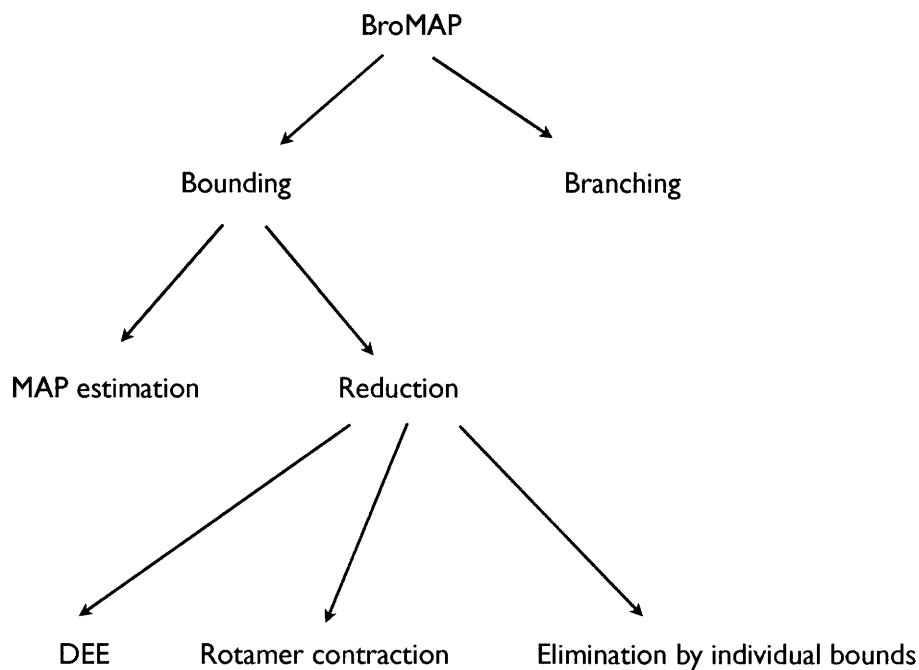 BroMAP
Bounding
Branching
MAP estimation
Reduction
DEE
Rotamer contraction
Elimination by individual bounds